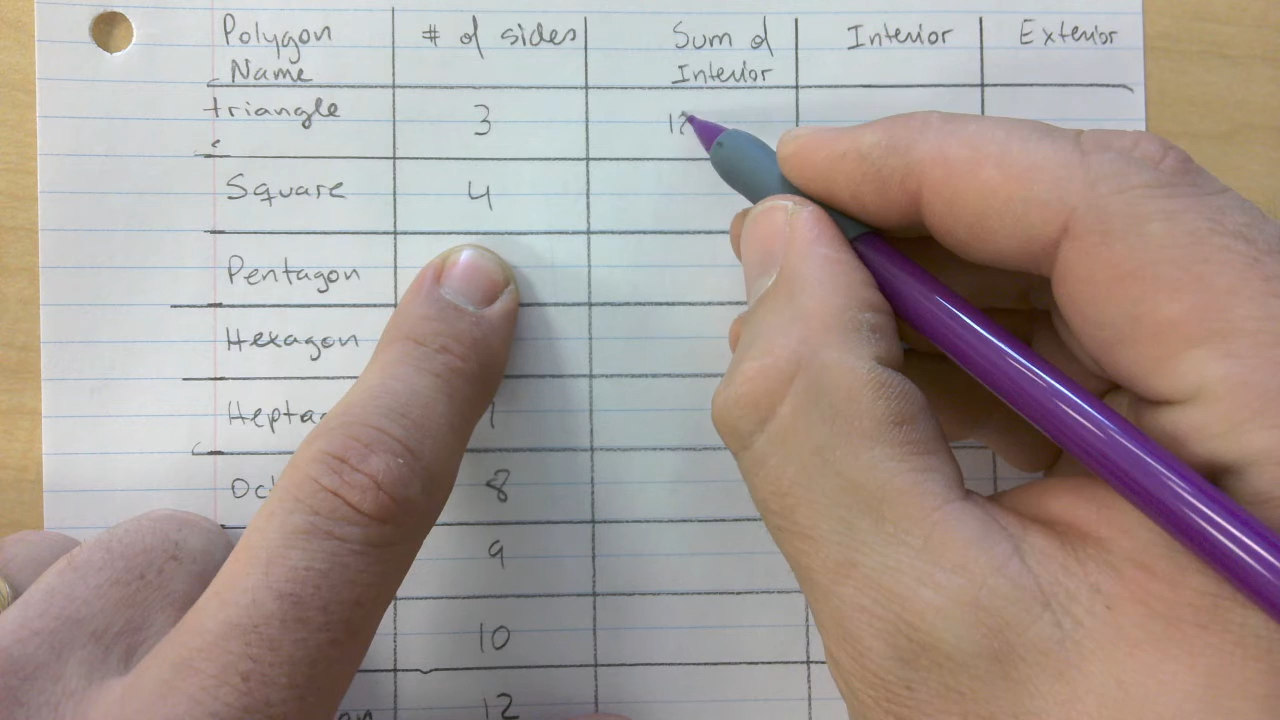 Polygon Name
# of sides
Sum of Interior
Interior
Exterior
triangle 3
Square 4
Pentagon
Hexagon
8
9
10
12